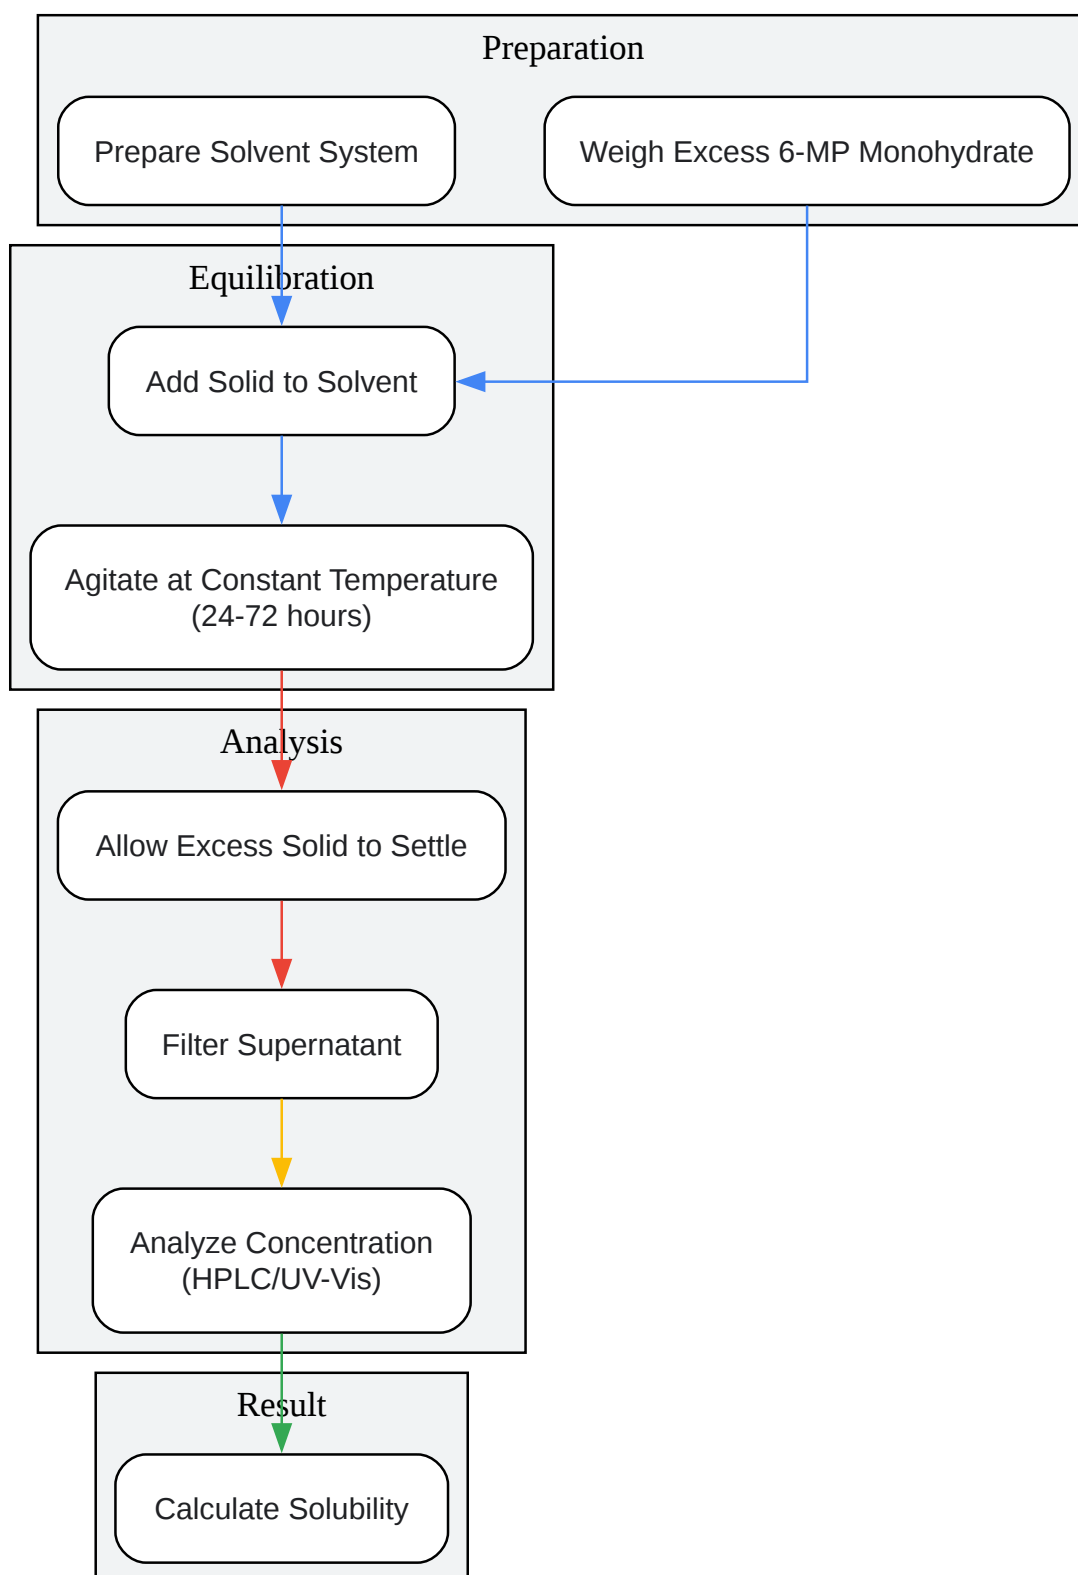 Preparation
Prepare Solvent System
Weigh Excess 6-MP Monohydrate
Equilibration
Add Solid to Solvent
Agitate at Constant Temperature
(24-72 hours)
Analysis
Allow Excess Solid to Settle
Filter Supernatant
Analyze Concentration
(HPLC/UV-Vis)
Result
Calculate Solubility